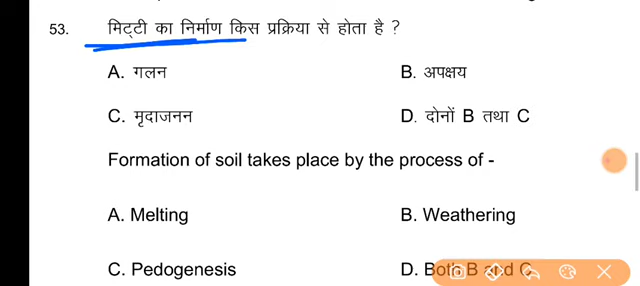 53. मिट्टी का निर्माण किस प्रक्रिया से होता है ?
A. गलन B. अपक्षय
C. मृदाजनन D. दोनों B तथा C
Formation of soil takes place by the process of -
A. Melting B. Weathering
C. Pedogenesis D. Both B and C